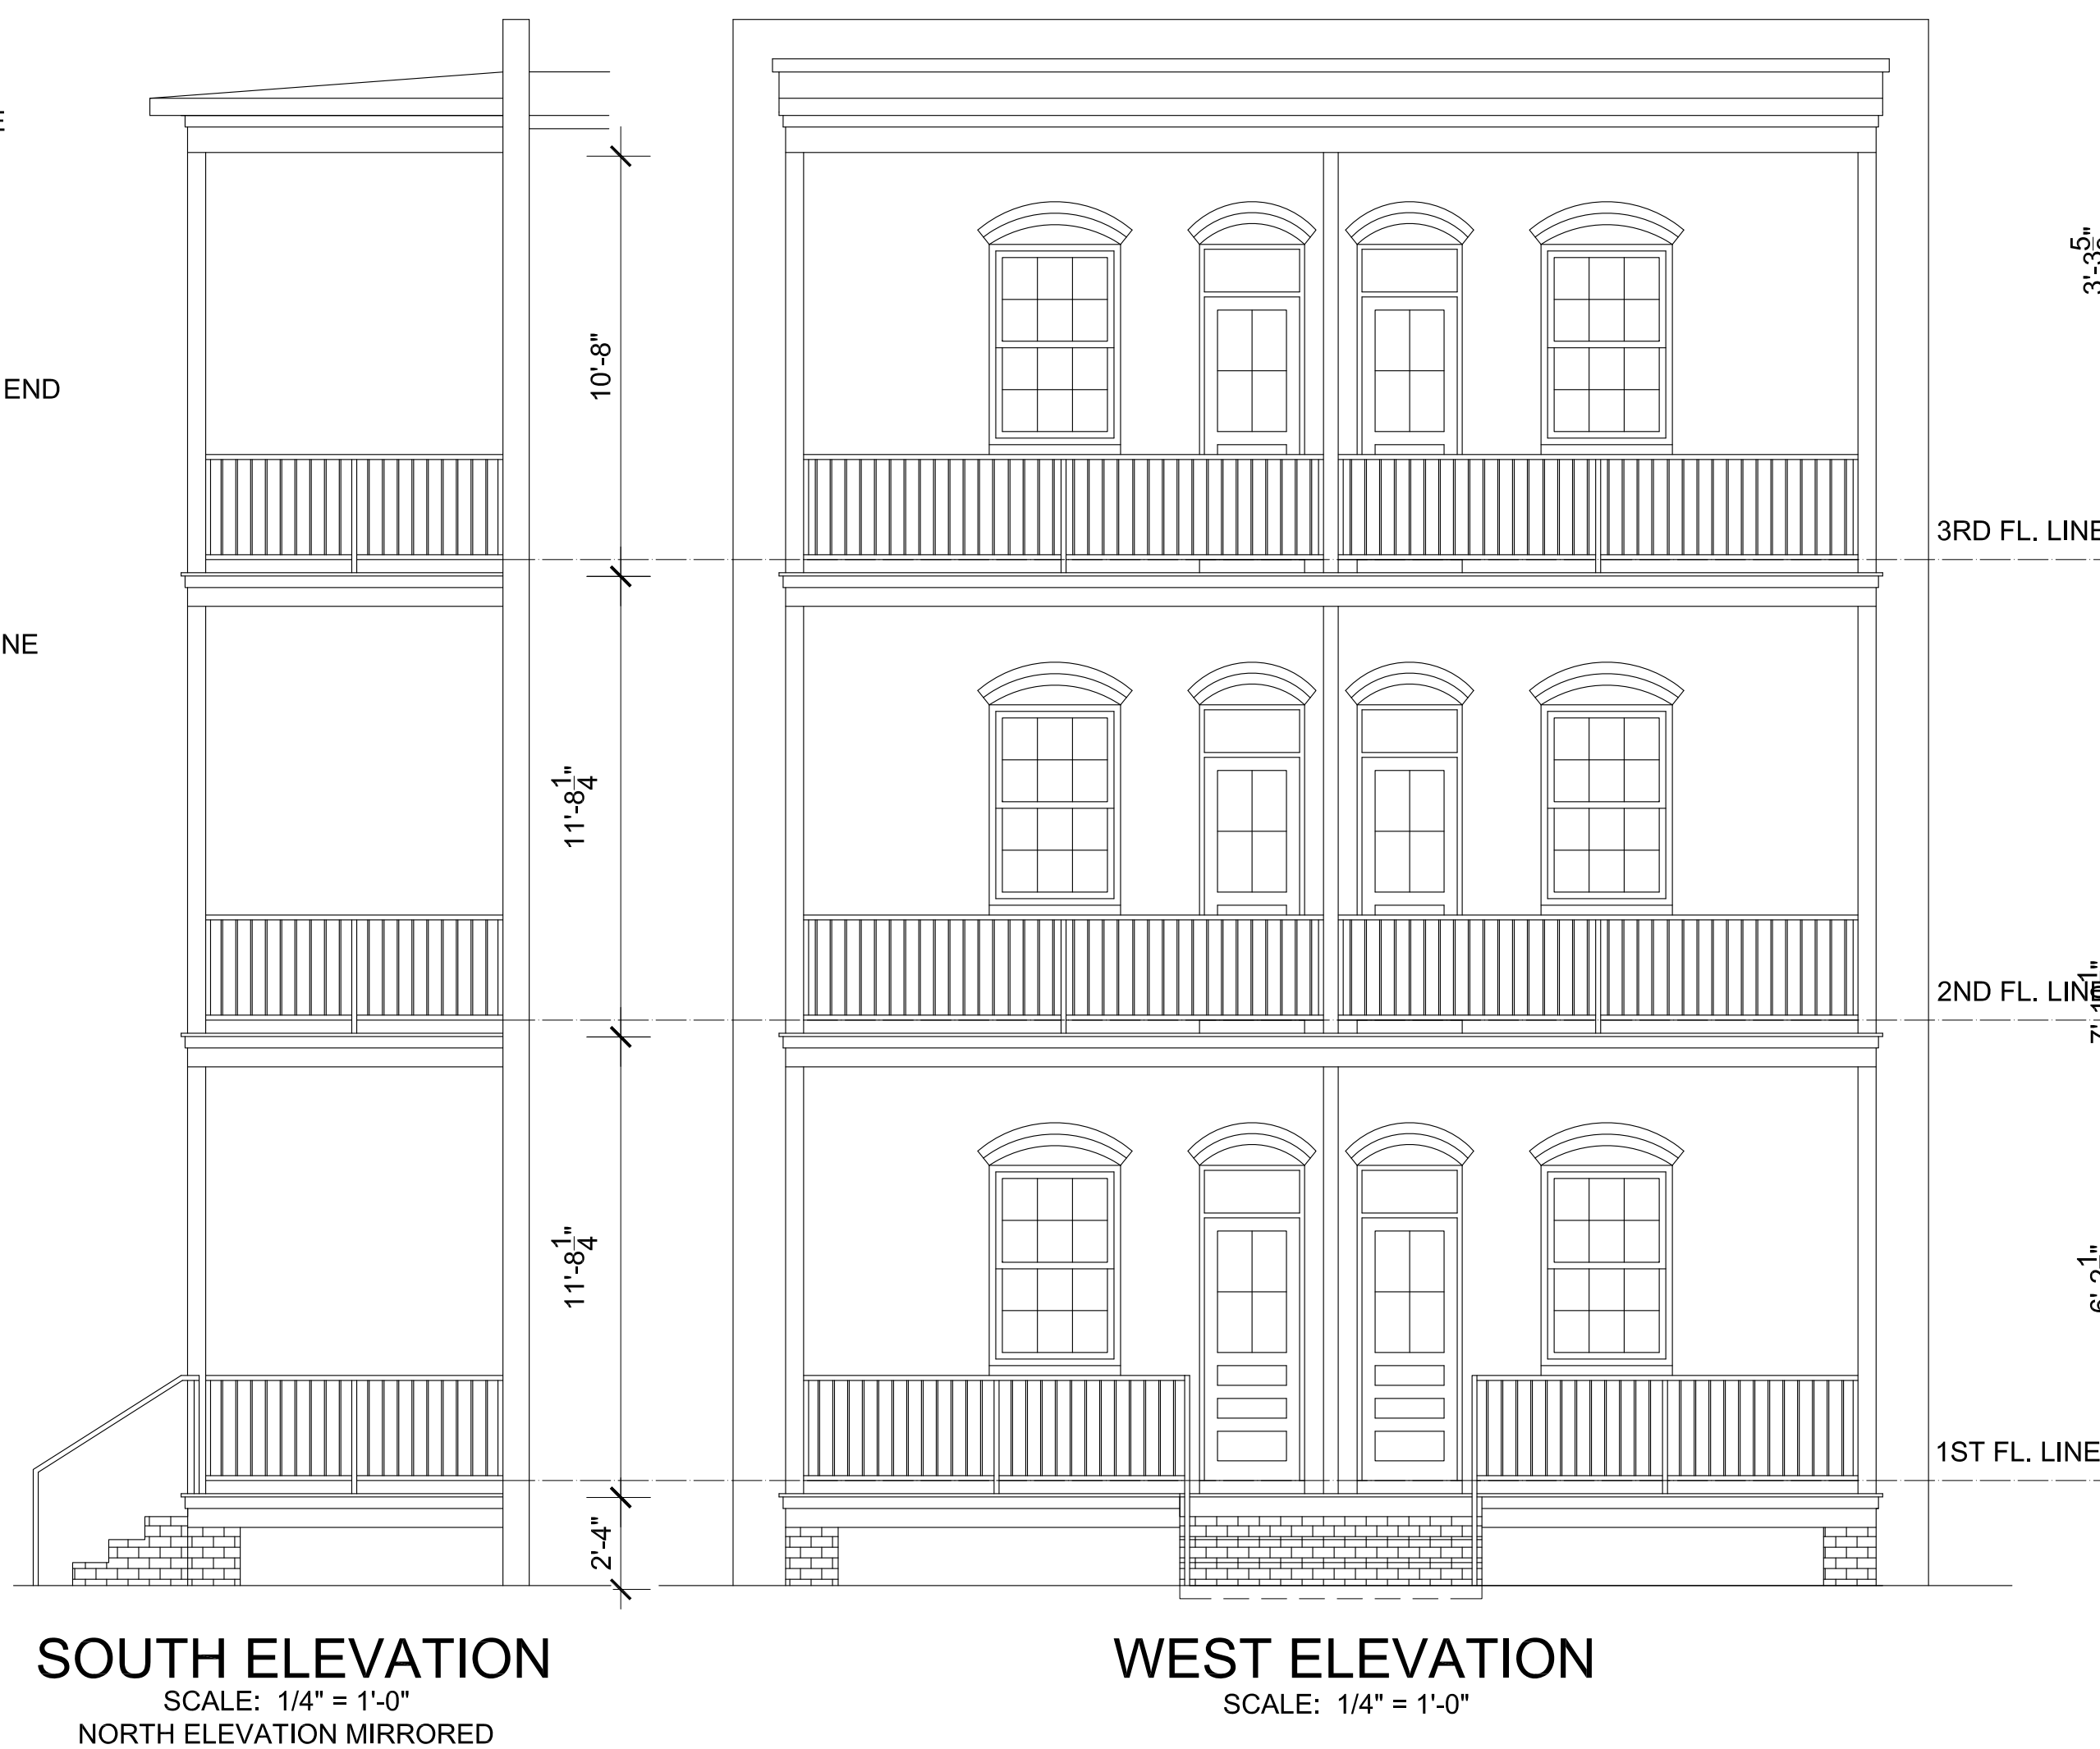 END
10'-8"
3RD FL. LINE
11'-8 1/4"
2ND FL. LINE
11'-8 1/4"
1ST FL. LINE
2'-4"
SOUTH ELEVATION
SCALE: 1/4" = 1'-0"
NORTH ELEVATION MIRRORED
WEST ELEVATION
SCALE: 1/4" = 1'-0"